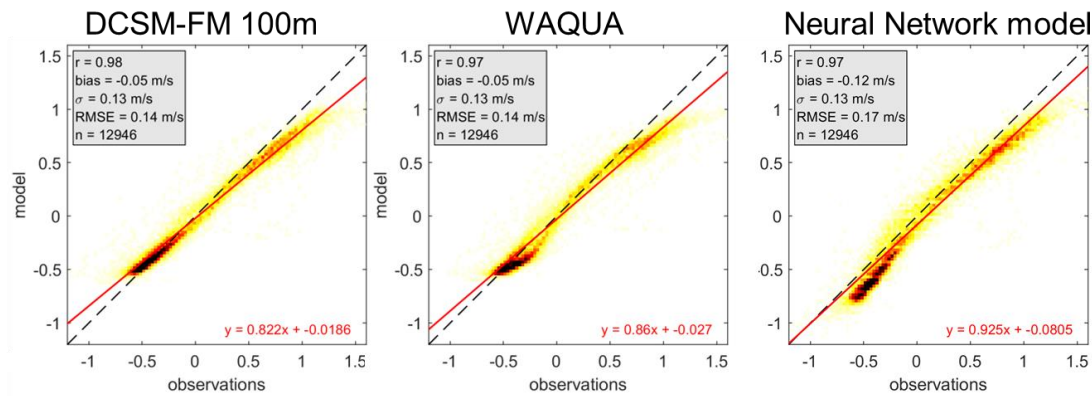 DCSM-FM 100m
r = 0.98
bias = -0.05 m/s
σ = 0.13 m/s
RMSE = 0.14 m/s
n = 12946
1.5
1
0.5
0
-0.5
-1
model
y = 0.822x + -0.0186
-1 -0.5 0 0.5 1 1.5
observations
WAQUA
r = 0.97
bias = -0.05 m/s
σ = 0.13 m/s
RMSE = 0.14 m/s
n = 12946
1.5
1
0.5
0
-0.5
-1
model
y = 0.86x + -0.027
-1 -0.5 0 0.5 1 1.5
observations
Neural Network model
r = 0.97
bias = -0.12 m/s
σ = 0.13 m/s
RMSE = 0.17 m/s
n = 12946
1.5
1
0.5
0
-0.5
-1
model
y = 0.925x + -0.0805
-1 -0.5 0 0.5 1 1.5
observations